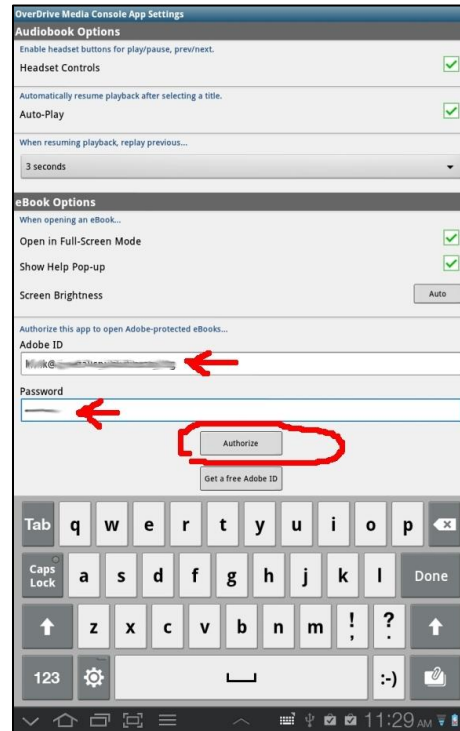 OverDrive Media Console App Settings
Audiobook Options
Enable headset buttons for play/pause, prev/next.
Headset Controls
Automatically resume playback after selecting a title.
Auto-Play
When resuming playback, replay previous...
3 seconds
eBook Options
When opening an eBook...
Open in Full-Screen Mode
Show Help Pop-up
Screen Brightness
Auto
Authorize this app to open Adobe-protected eBooks...
Adobe ID
Password
Authorize
Get a free Adobe ID
Tab q w e r t y u i o p
Caps Lock a s d f g h j k l Done
z x c v b n m ! , ? .
123 :-)
11:29 AM